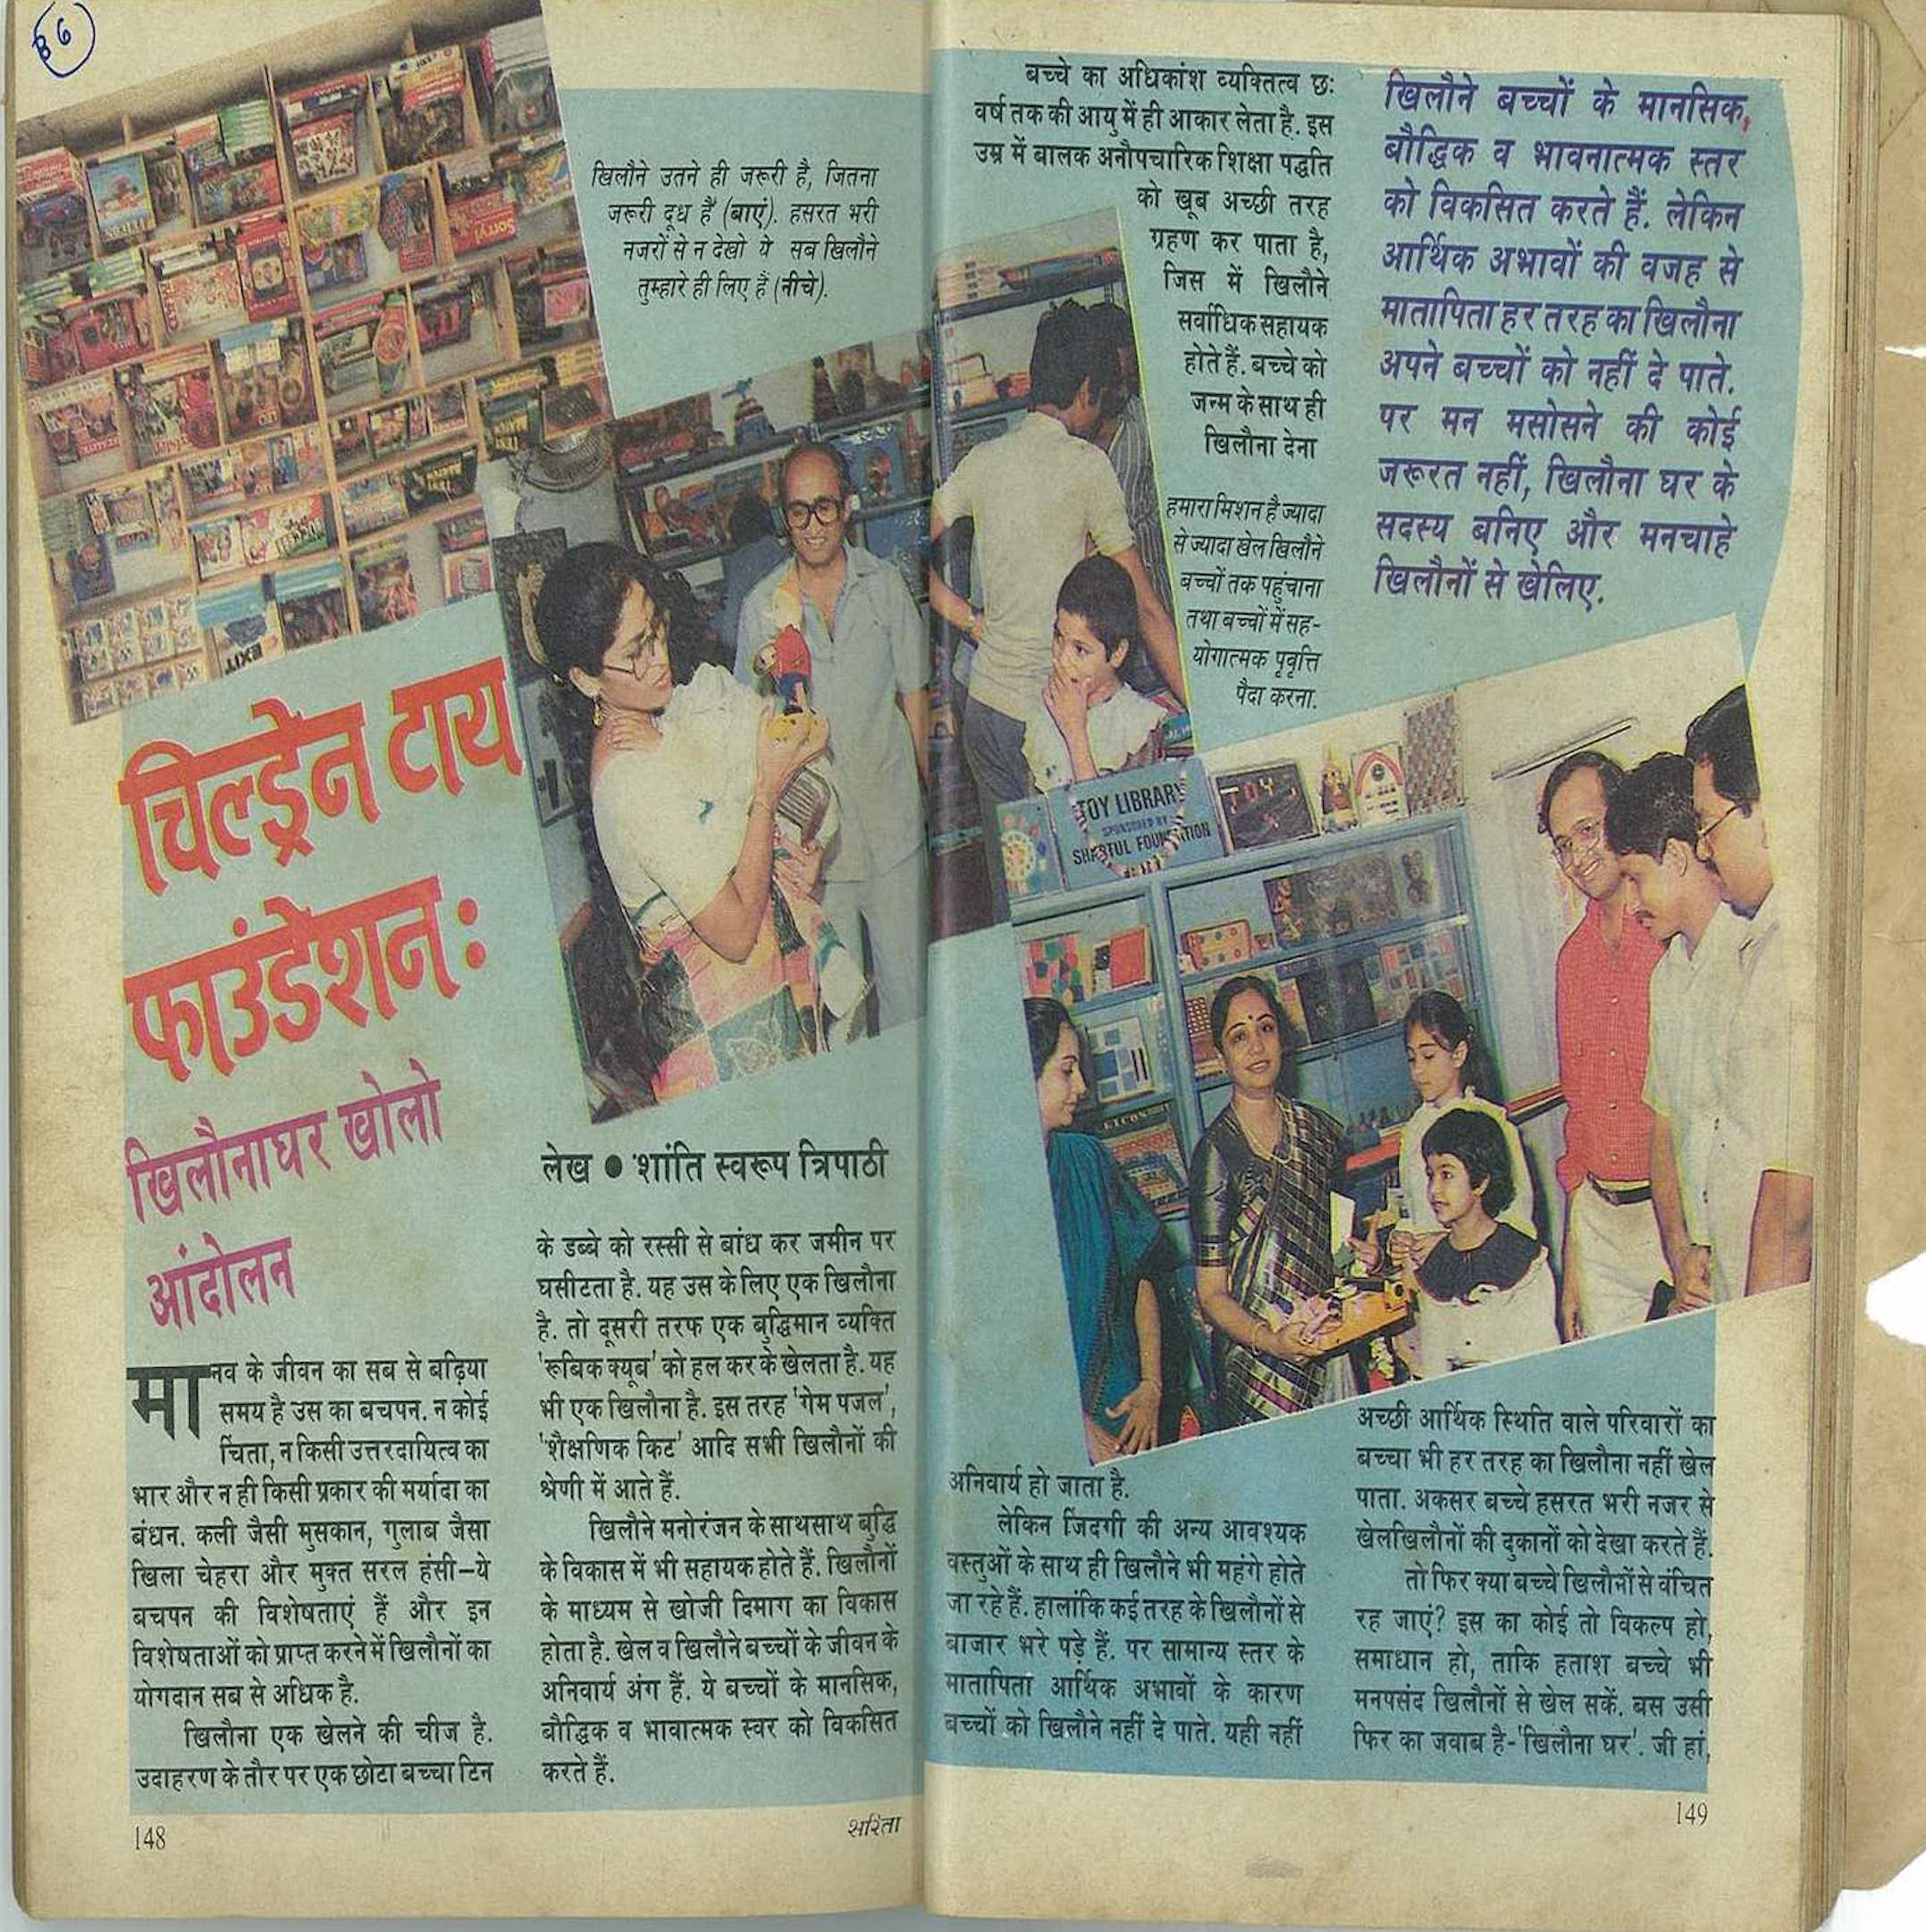 36
खिलौने उतने ही जरूरी है, जितना
जरूरी दूध हैं (बाएं). हसरत भरी
नजरों से न देखो ये सब खिलौने
तुम्हारे ही लिए हैं (नीचे).
चिल्ड्रेन टाय
फाउंडेशन:
खिलौनाघर खोलो
आंदोलन
लेख ● शांति स्वरूप त्रिपाठी
मानव के जीवन का सब से बढ़िया
समय है उस का बचपन. न कोई
चिंता, न किसी उत्तरदायित्व का
भार और न ही किसी प्रकार की मर्यादा का
बंधन. कली जैसी मुसकान, गुलाब जैसा
खिला चेहरा और मुक्त सरल हंसी—ये
बचपन की विशेषताएं हैं और इन
विशेषताओं को प्राप्त करने में खिलौनों का
योगदान सब से अधिक है.
खिलौना एक खेलने की चीज है.
उदाहरण के तौर पर एक छोटा बच्चा टिन
के डब्बे को रस्सी से बांध कर जमीन पर
घसीटता है. यह उस के लिए एक खिलौना
है. तो दूसरी तरफ एक बुद्धिमान व्यक्ति
'रूबिक क्यूब' को हल कर के खेलता है. यह
भी एक खिलौना है. इस तरह 'गेम पजल',
'शैक्षणिक किट' आदि सभी खिलौनों की
श्रेणी में आते हैं.
खिलौने मनोरंजन के साथसाथ बुद्धि
के विकास में भी सहायक होते हैं. खिलौनों
के माध्यम से खोजी दिमाग का विकास
होता है. खेल व खिलौने बच्चों के जीवन के
अनिवार्य अंग हैं. ये बच्चों के मानसिक,
बौद्धिक व भावात्मक स्वर को विकसित
करते हैं.
148
सरिता
बच्चे का अधिकांश व्यक्तित्व छः
वर्ष तक की आयु में ही आकार लेता है. इस
उम्र में बालक अनौपचारिक शिक्षा पद्धति
को खूब अच्छी तरह
ग्रहण कर पाता है,
जिस में खिलौने
सर्वाधिक सहायक
होते हैं. बच्चे को
जन्म के साथ ही
खिलौना देना
हमारा मिशन है ज्यादा
से ज्यादा खेल खिलौने
बच्चों तक पहुंचाना
तथा बच्चों में सह-
योगात्मक पृवृत्ति
पैदा करना.
खिलौने बच्चों के मानसिक,
बौद्धिक व भावनात्मक स्तर
को विकसित करते हैं. लेकिन
आर्थिक अभावों की वजह से
मातापिता हर तरह का खिलौना
अपने बच्चों को नहीं दे पाते.
पर मन मसोसने की कोई
जरूरत नहीं, खिलौना घर के
सदस्य बनिए और मनचाहे
खिलौनों से खेलिए.
TOY LIBRARY
SPONSORED BY
अनिवार्य हो जाता है.
लेकिन जिंदगी की अन्य आवश्यक
वस्तुओं के साथ ही खिलौने भी महंगे होते
जा रहे हैं. हालांकि कई तरह के खिलौनों से
बाजार भरे पड़े हैं. पर सामान्य स्तर के
मातापिता आर्थिक अभावों के कारण
बच्चों को खिलौने नहीं दे पाते. यही नहीं
अच्छी आर्थिक स्थिति वाले परिवारों का
बच्चा भी हर तरह का खिलौना नहीं खेल
पाता. अकसर बच्चे हसरत भरी नजर से
खेलखिलौनों की दुकानों को देखा करते हैं.
तो फिर क्या बच्चे खिलौनों से वंचित
रह जाएं? इस का कोई तो विकल्प हो,
समाधान हो, ताकि हताश बच्चे भी
मनपसंद खिलौनों से खेल सकें. बस उसी
फिर का जवाब है-'खिलौना घर'. जी हां,
149